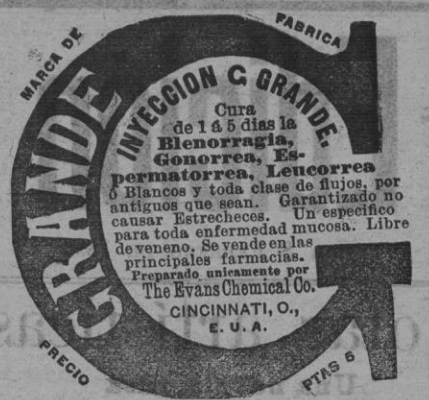 MARCA DE FABRICA
GRANDE
INYECCION G GRANDE.
Cura
de 1 á 5 dias la
Blenorragia,
Gonorrea, Es-
permatorrea, Leucorrea
ó Blancos y toda clase de flujos, por
antiguos que sean. Garantizado no
causar Estrecheces. Un especifico
para toda enfermedad mucosa. Libre
de veneno. Se vende en las
principales farmacias.
Preparado unicamente por
The Evans Chemical Co.
CINCINNATI, O.,
E. U. A.
PRECIO PTAS 5